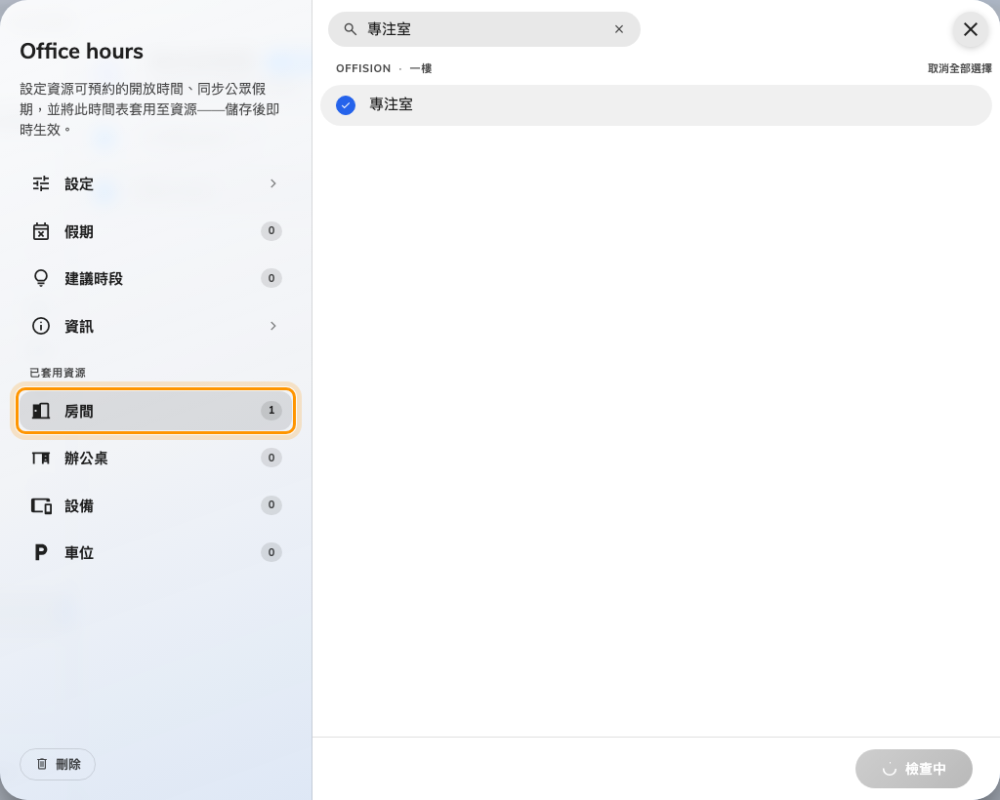 Office hours
設定資源可預約的開放時間、同步公眾假
期，並將此時間表套用至資源——儲存後即
時生效。
設定
假期 0
建議時段 0
資訊
已套用資源
房間 1
辦公桌 0
設備 0
車位 0
刪除
專注室
OFFISION · 一樓 取消全部選擇
專注室
檢查中